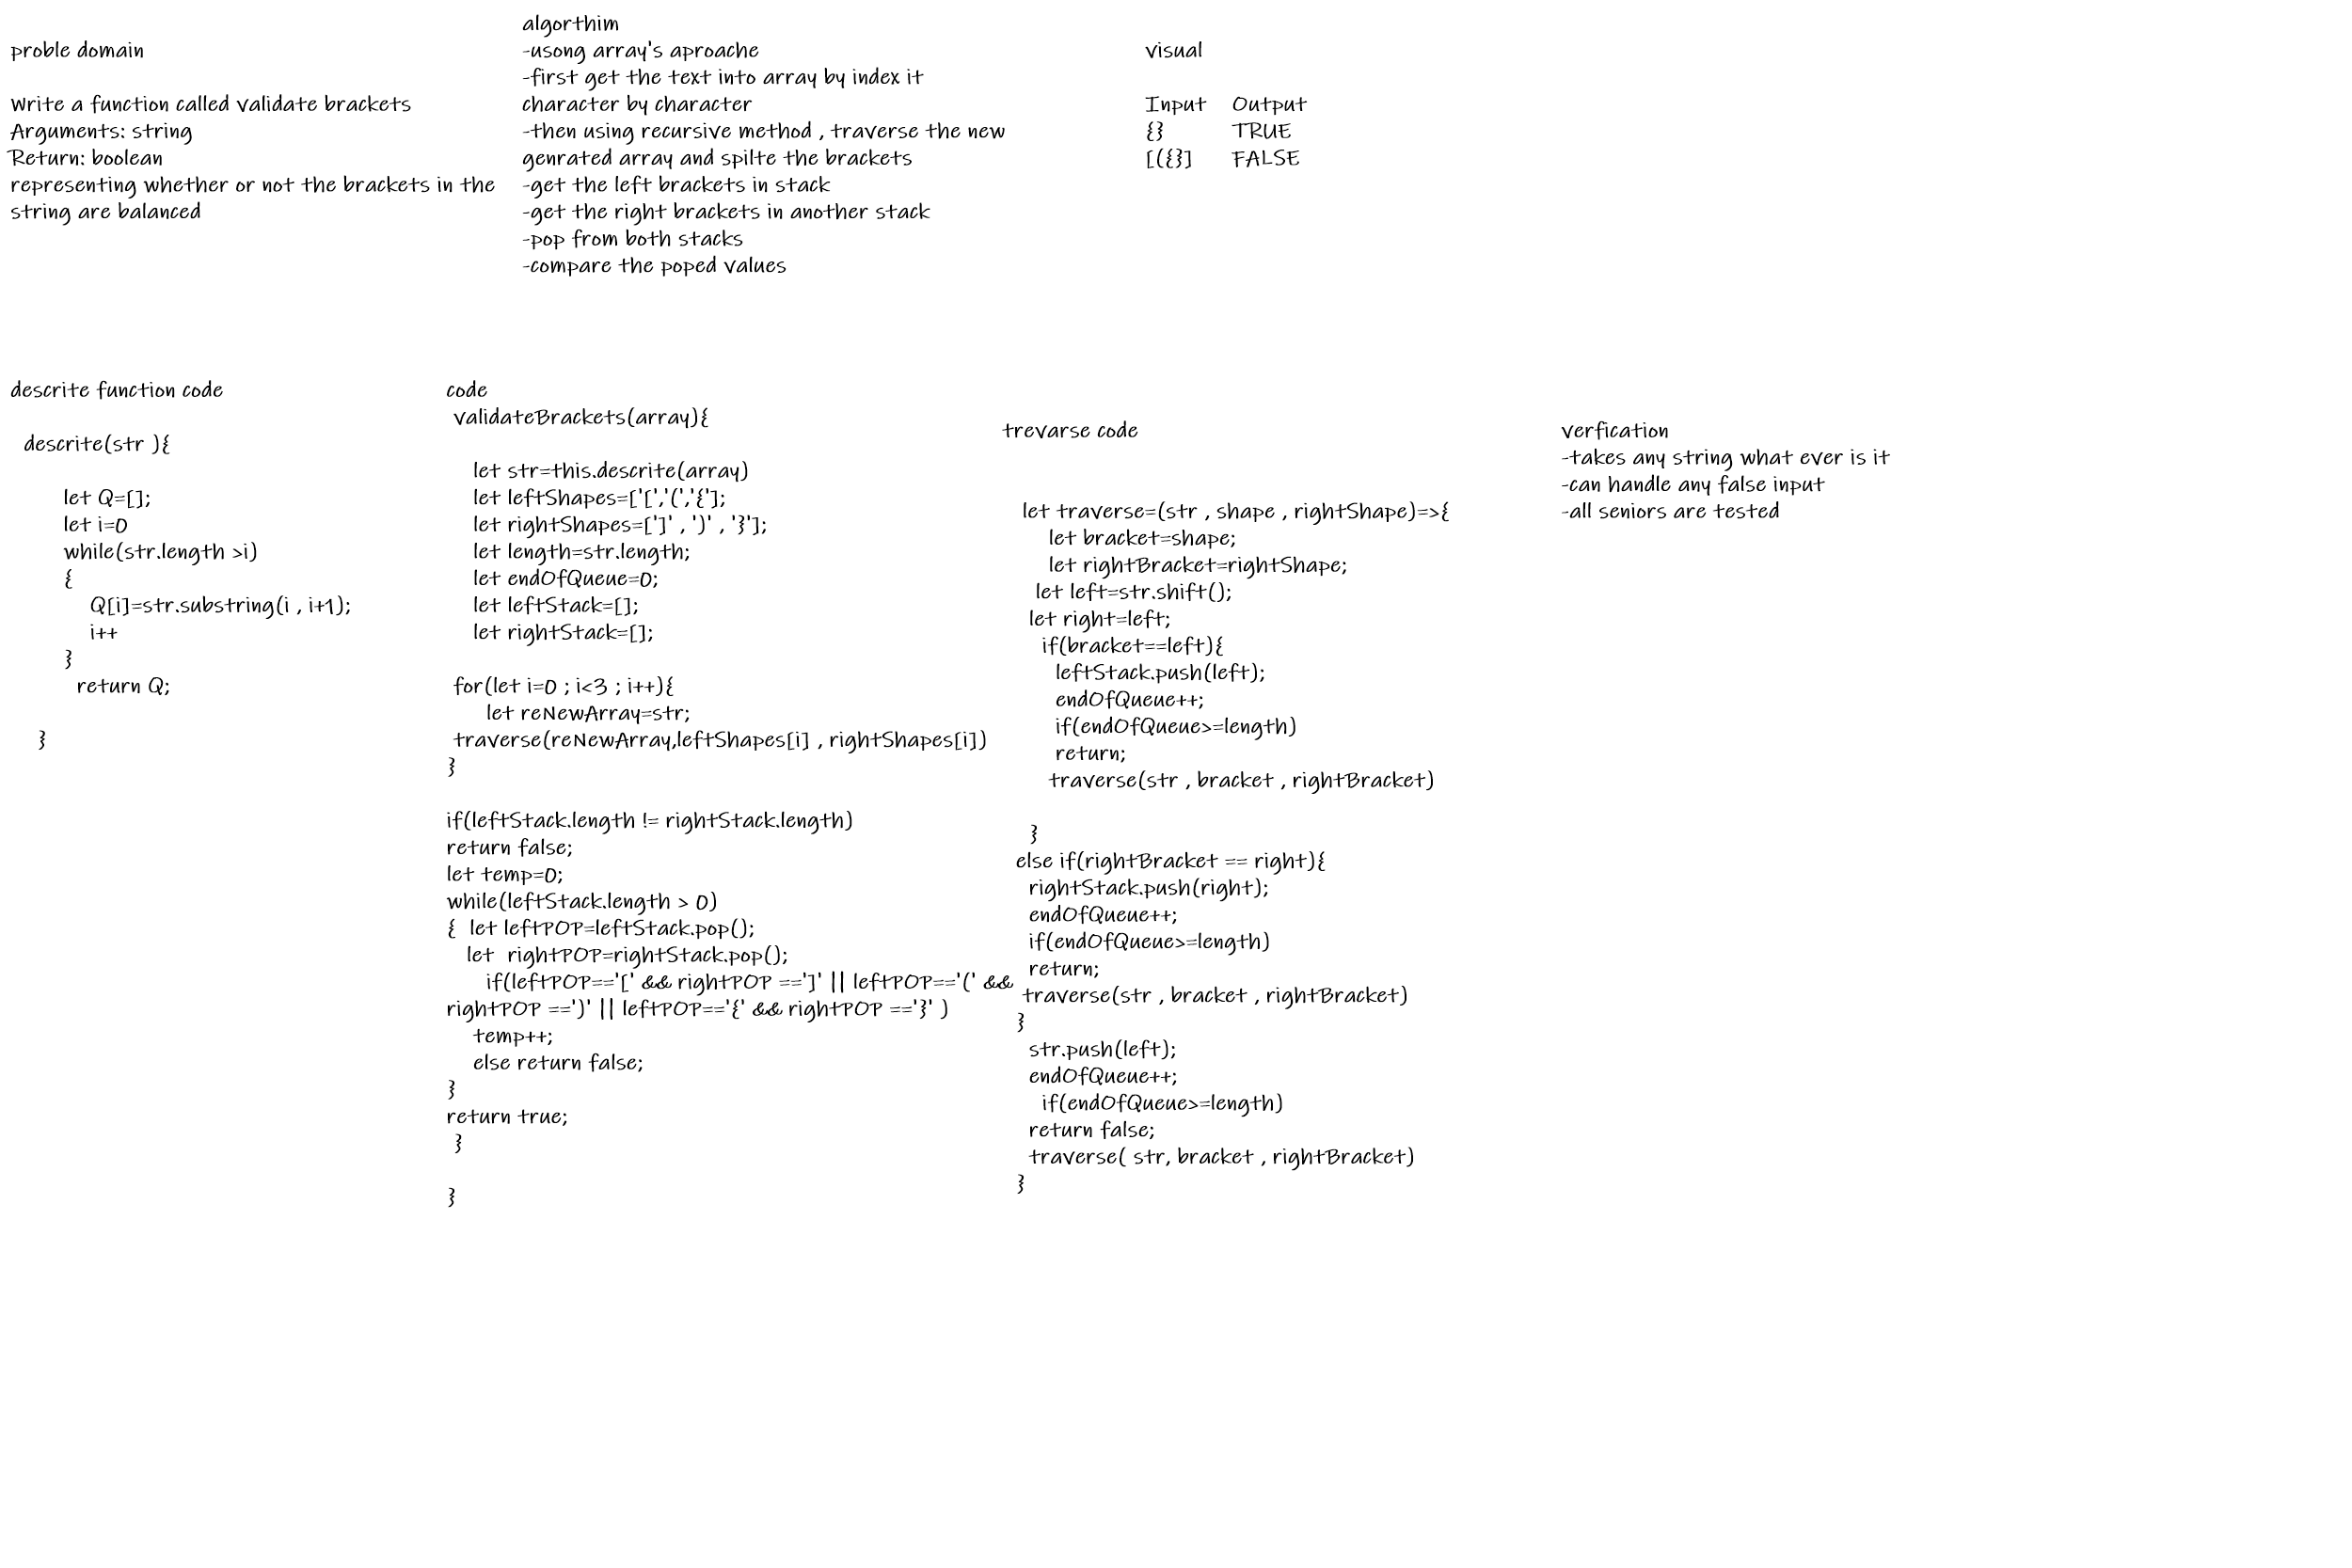 proble domain
Write a function called validate brackets
Arguments: string
Return: boolean
representing whether or not the brackets in the
string are balanced
algorthim
-usong array's aproache
-first get the text into array by index it
character by character
-then using recursive method , traverse the new
genrated array and spilte the brackets
-get the left brackets in stack
-get the right brackets in another stack
-pop from both stacks
-compare the poped values
visual
Input Output
{} TRUE
[({}] FALSE
descrite function code
descrite(str ){
let Q=[];
let i=0
while(str.length >i)
{
Q[i]=str.substring(i , i+1);
i++
}
return Q;
}
code
validateBrackets(array){
let str=this.descrite(array)
let leftShapes=['[','(','{'];
let rightShapes=[']' , ')' , '}'];
let length=str.length;
let endOfQueue=0;
let leftStack=[];
let rightStack=[];
for(let i=0 ; i<3 ; i++){
let reNewArray=str;
traverse(reNewArray,leftShapes[i] , rightShapes[i])
}
if(leftStack.length != rightStack.length)
return false;
let temp=0;
while(leftStack.length > 0)
{ let leftPOP=leftStack.pop();
let rightPOP=rightStack.pop();
if(leftPOP=='[' && rightPOP ==']' || leftPOP=='(' &&
rightPOP ==')' || leftPOP=='{' && rightPOP =='}' )
temp++;
else return false;
}
return true;
}
}
trevarse code
let traverse=(str , shape , rightShape)=>{
let bracket=shape;
let rightBracket=rightShape;
let left=str.shift();
let right=left;
if(bracket==left){
leftStack.push(left);
endOfQueue++;
if(endOfQueue>=length)
return;
traverse(str , bracket , rightBracket)
}
else if(rightBracket == right){
rightStack.push(right);
endOfQueue++;
if(endOfQueue>=length)
return;
traverse(str , bracket , rightBracket)
}
str.push(left);
endOfQueue++;
if(endOfQueue>=length)
return false;
traverse( str, bracket , rightBracket)
}
verfication
-takes any string what ever is it
-can handle any false input
-all seniors are tested